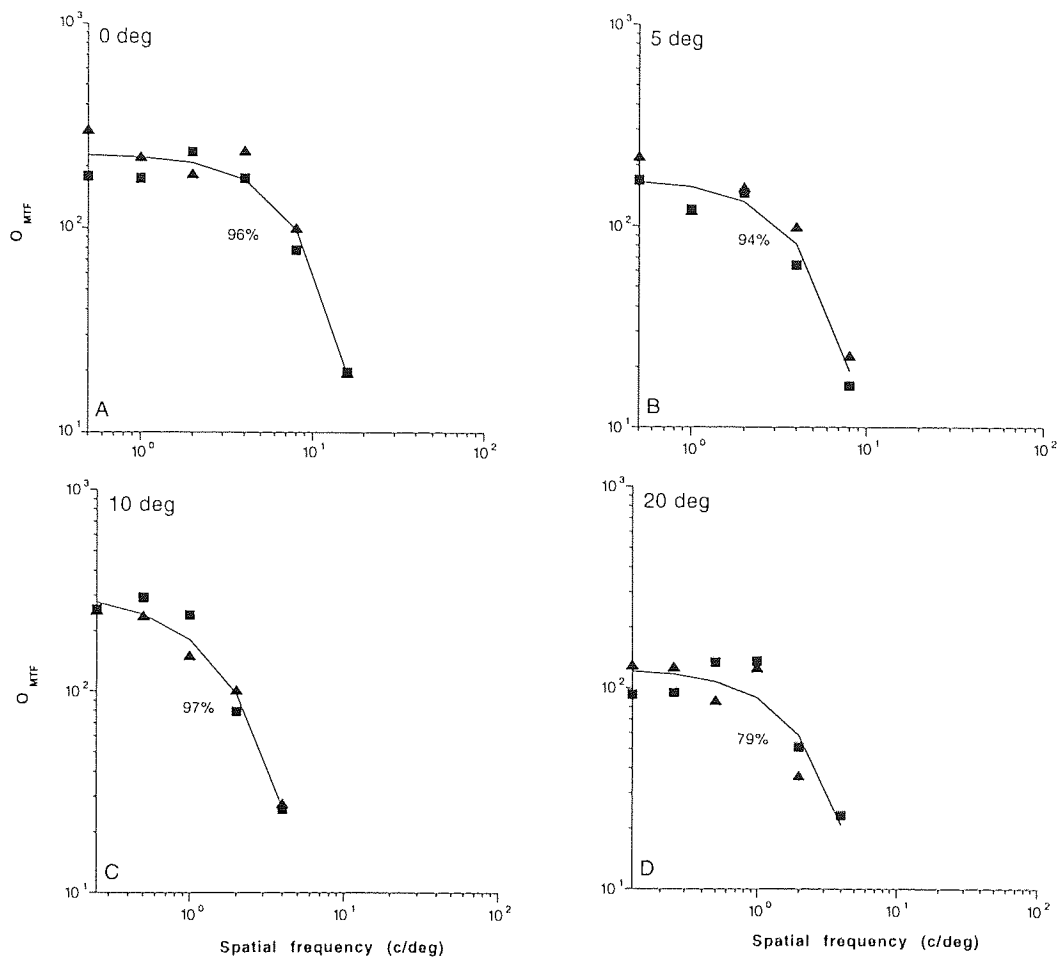 10³
0 deg
O MTF
10²
96%
A
10¹
10⁰
10¹
10²
10³
5 deg
10²
94%
B
10¹
10⁰
10¹
10²
10³
10 deg
O MTF
10²
97%
C
10¹
10⁰
10¹
10²
Spatial frequency (c/deg)
10³
20 deg
10²
79%
D
10¹
10⁰
10¹
10²
Spatial frequency (c/deg)